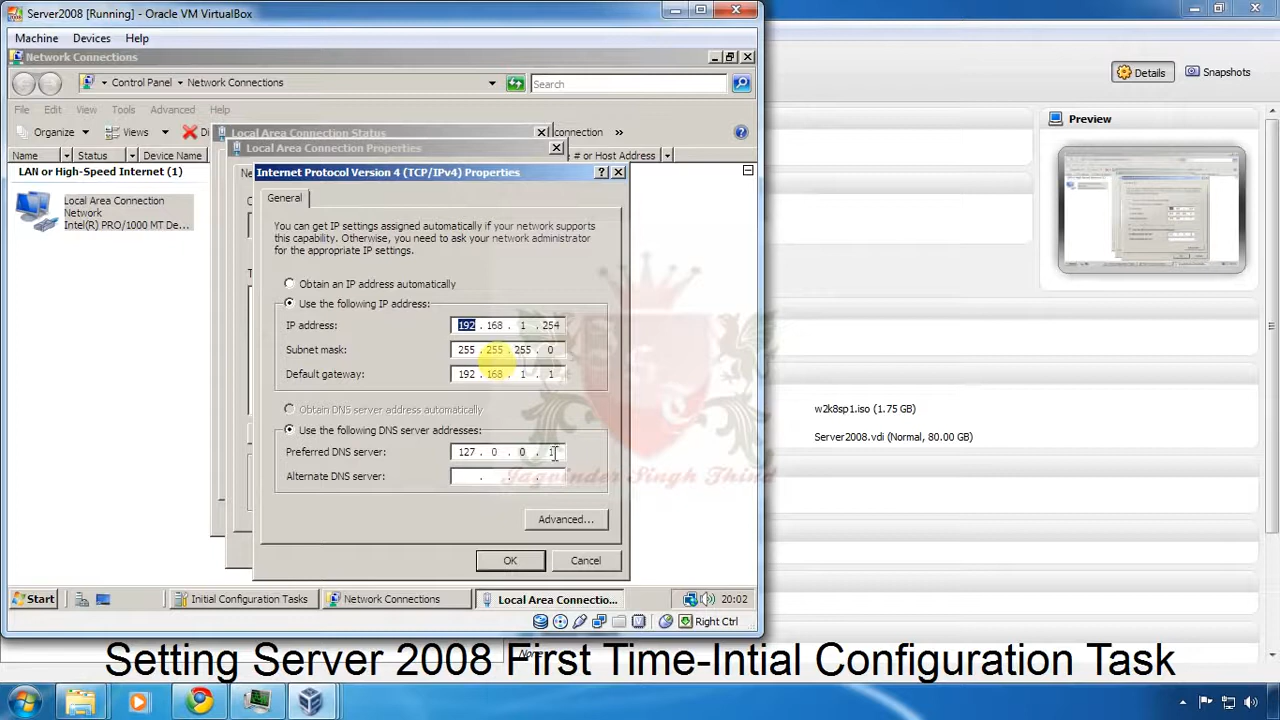 Server2008 [Running] - Oracle VM VirtualBox
Machine Devices Help
Network Connections
Control Panel Network Connections
Search
File Edit View Tools Advanced Help
Organize Views Di
Local Area Connection Status
connection »
Name Status Device Name
# or Host Address
Local Area Connection Properties
LAN or High-Speed Internet (1)
Local Area Connection
Network
Intel(R) PRO/1000 MT De...
Internet Protocol Version 4 (TCP/IPv4) Properties
General
You can get IP settings assigned automatically if your network supports
this capability. Otherwise, you need to ask your network administrator
for the appropriate IP settings.
Obtain an IP address automatically
Use the following IP address:
IP address: 192 . 168 . 1 . 254
Subnet mask: 255 . 255 . 255 . 0
Default gateway: 192 . 168 . 1 . 1
Obtain DNS server address automatically
Use the following DNS server addresses:
Preferred DNS server: 127 . 0 . 0 . 1
Alternate DNS server: . . .
Advanced...
OK Cancel
Jagvinder Singh Thind
Details Snapshots
Preview
w2k8sp1.iso (1.75 GB)
Server2008.vdi (Normal, 80.00 GB)
Start Initial Configuration Tasks Network Connections Local Area Connectio... 20:02
Right Ctrl
None
Setting Server 2008 First Time-Intial Configuration Task